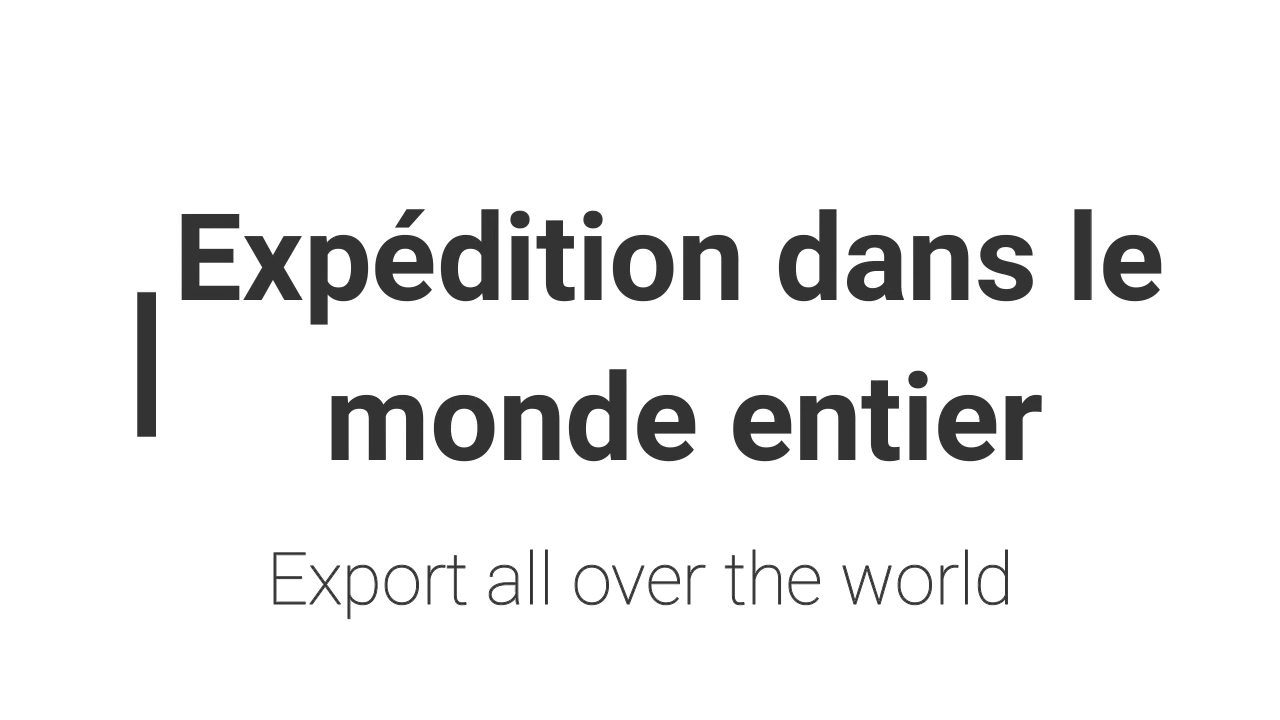 Expédition dans le
monde entier
Export all over the world